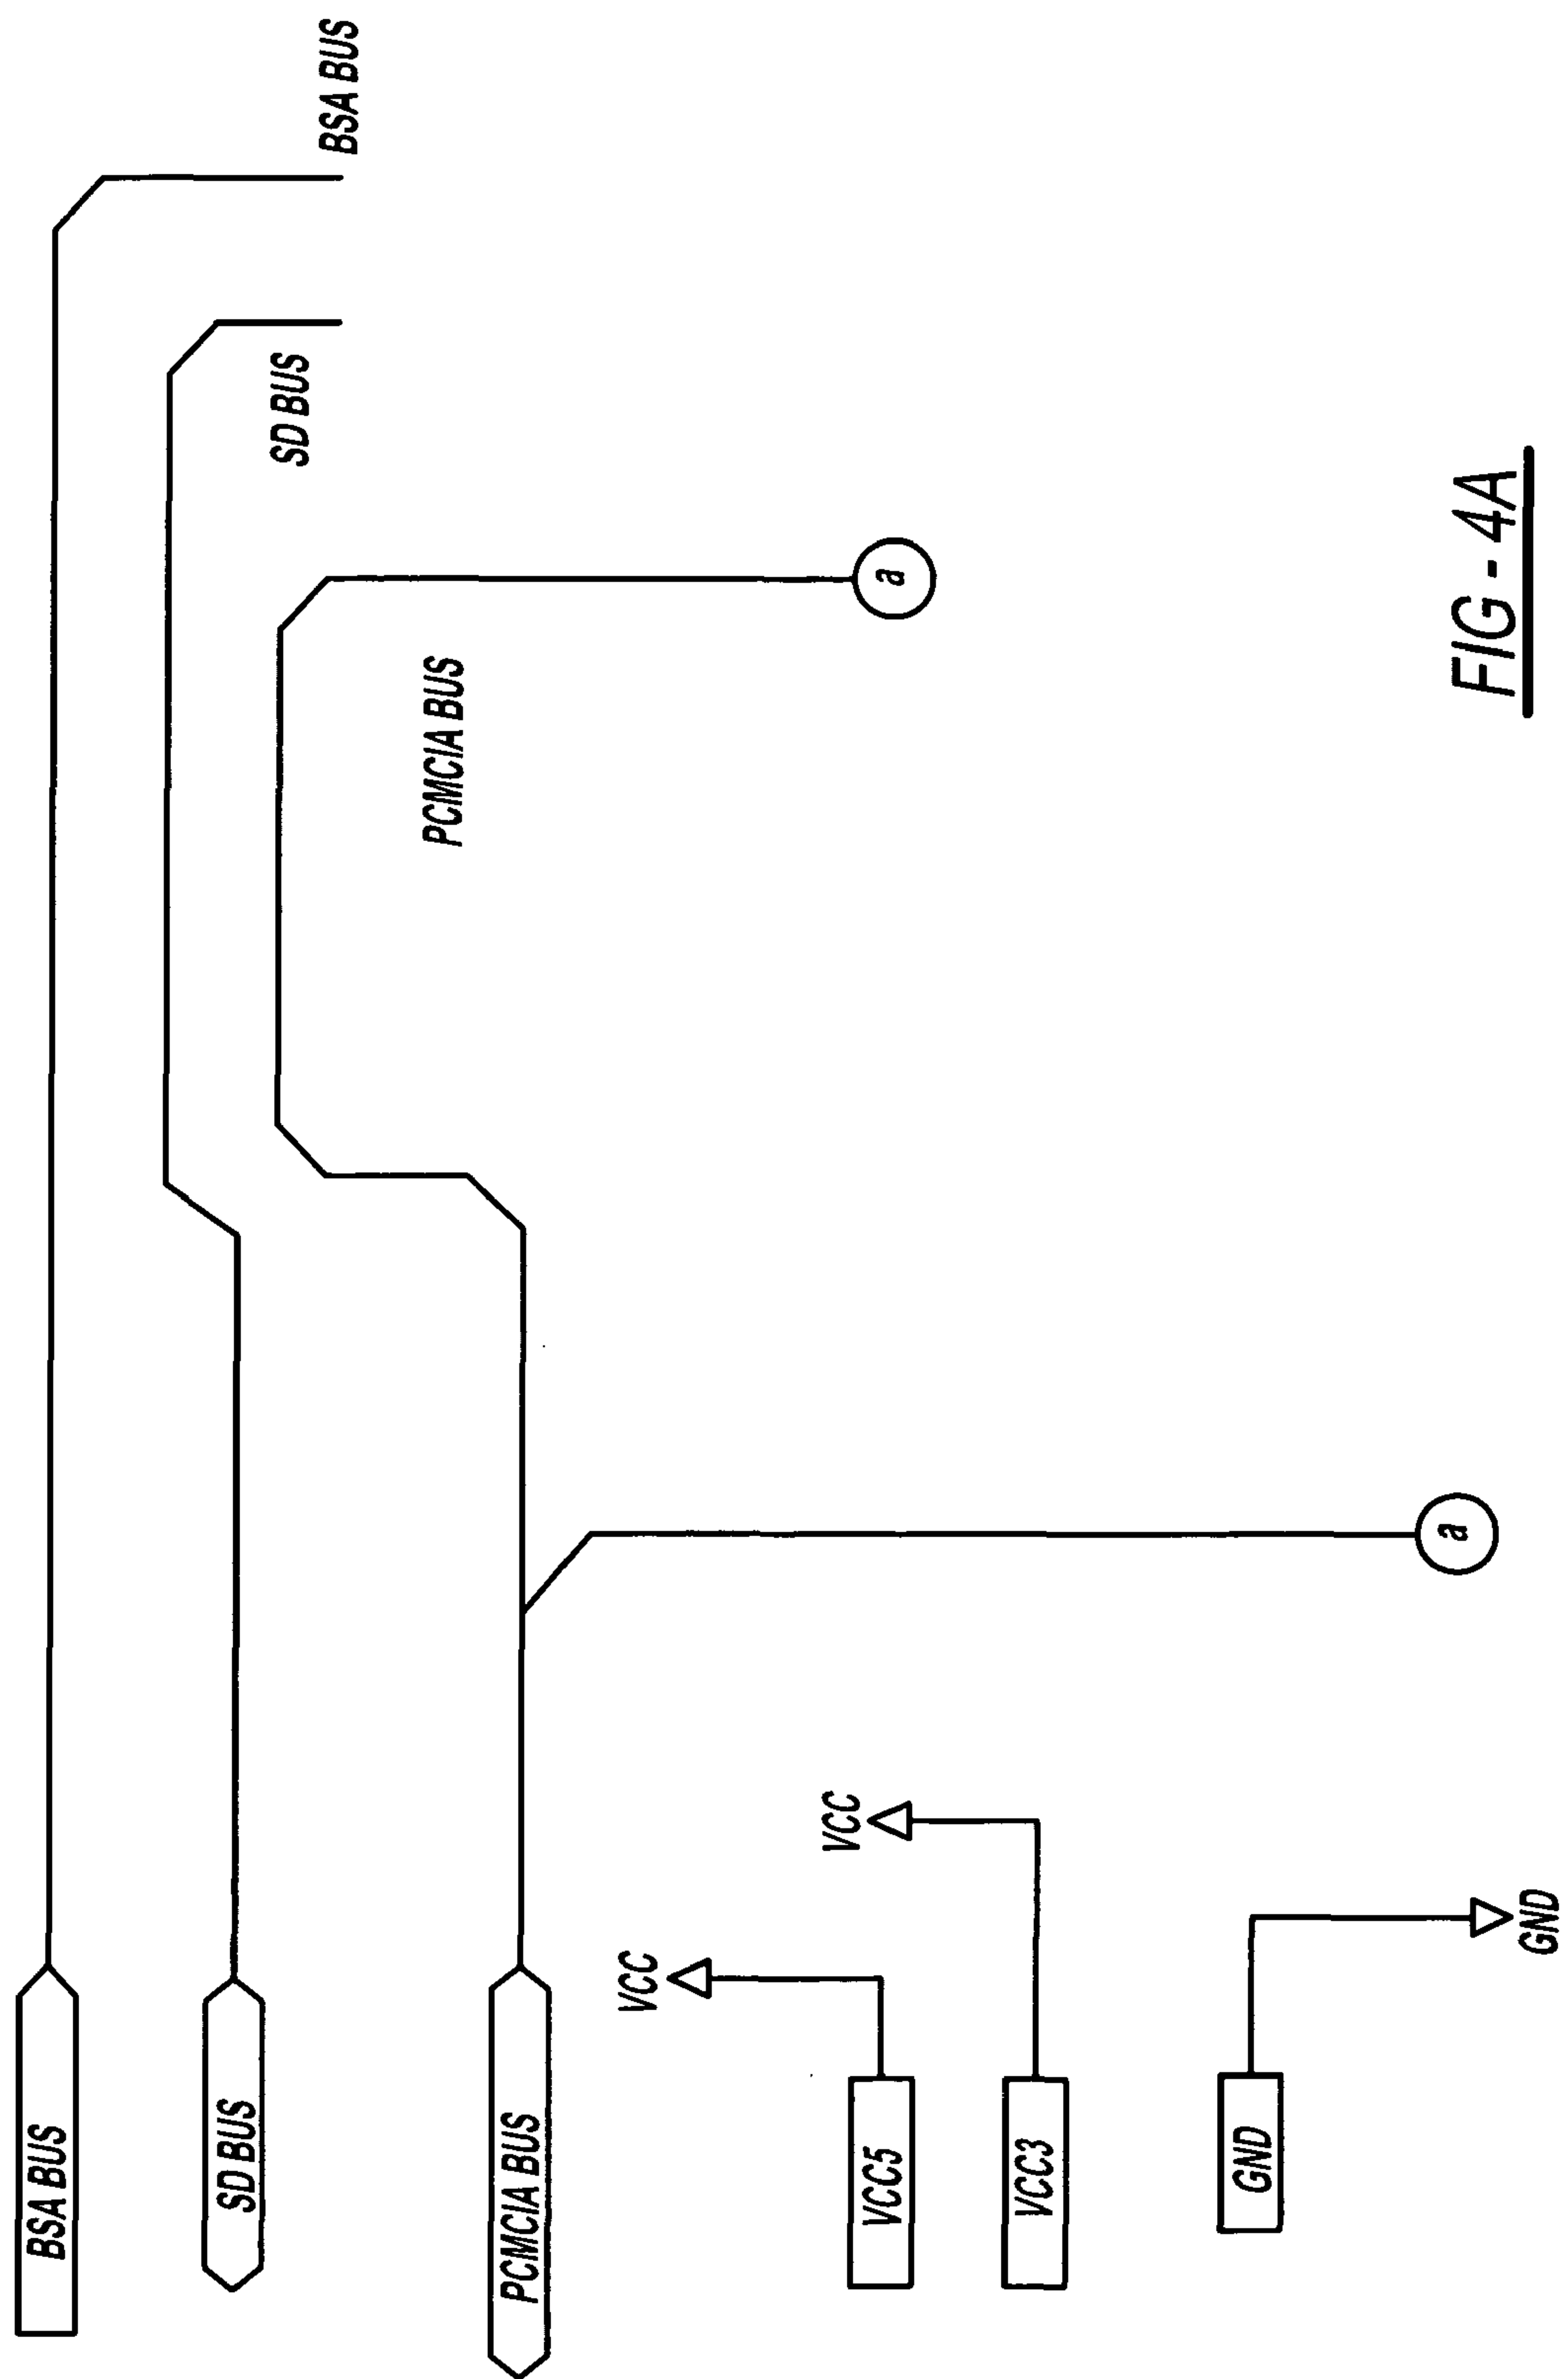 BSA BUS
BSA BUS
SD BUS
SD BUS
PCMCIA BUS
PCMCIA BUS
a
a
VCC
VCC5
VCC
VCC3
GND
GND
FIG - 4A